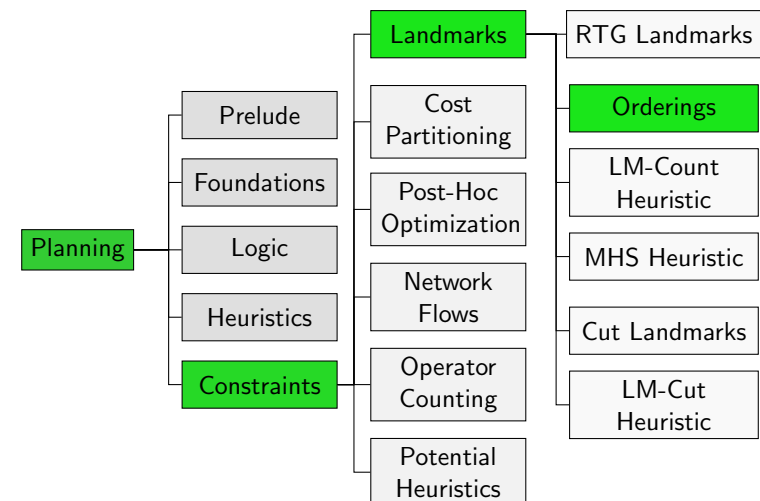 Planning
Prelude
Foundations
Logic
Heuristics
Constraints
Landmarks
Cost
Partitioning
Post-Hoc
Optimization
Network
Flows
Operator
Counting
Potential
Heuristics
RTG Landmarks
Orderings
LM-Count
Heuristic
MHS Heuristic
Cut Landmarks
LM-Cut
Heuristic